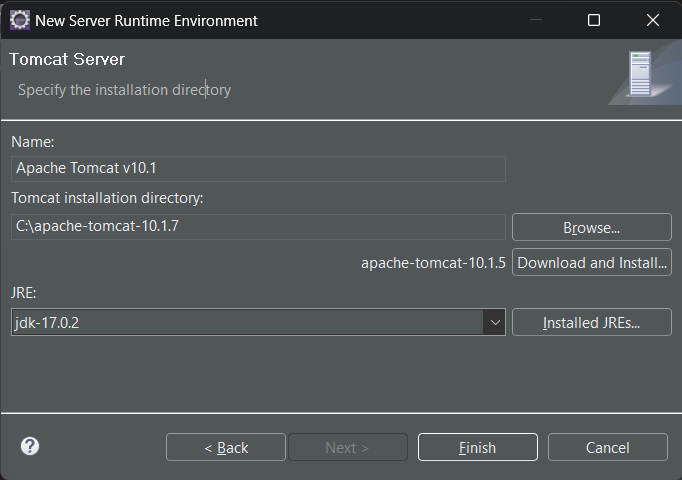 New Server Runtime Environment
Tomcat Server
Specify the installation directory
Name:
Apache Tomcat v10.1
Tomcat installation directory:
C:\apache-tomcat-10.1.7
Browse...
apache-tomcat-10.1.5
Download and Install...
JRE:
jdk-17.0.2
Installed JREs...
?
< Back
Next >
Finish
Cancel